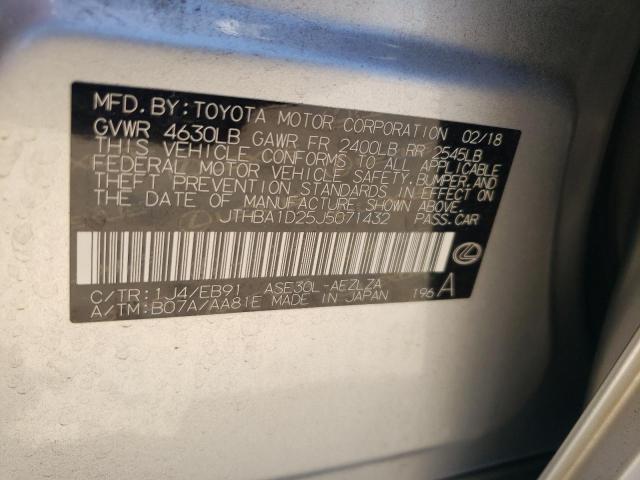 MFD. BY: TOYOTA MOTOR CORPORATION 02/18
GVWR 4630LB GAWR FR 2400LB RR 2545LB
THIS VEHICLE CONFORMS TO ALL APPLICABLE
FEDERAL MOTOR VEHICLE SAFETY, BUMPER, AND
THEFT PREVENTION STANDARDS IN EFFECT ON
THE DATE OF MANUFACTURE SHOWN ABOVE.
JTHBA1D25J5071432 PASS.CAR
C/TR: 1J4/EB91 ASE30L-AEZLZA 196 A
A/TM: B07A/AA81E MADE IN JAPAN